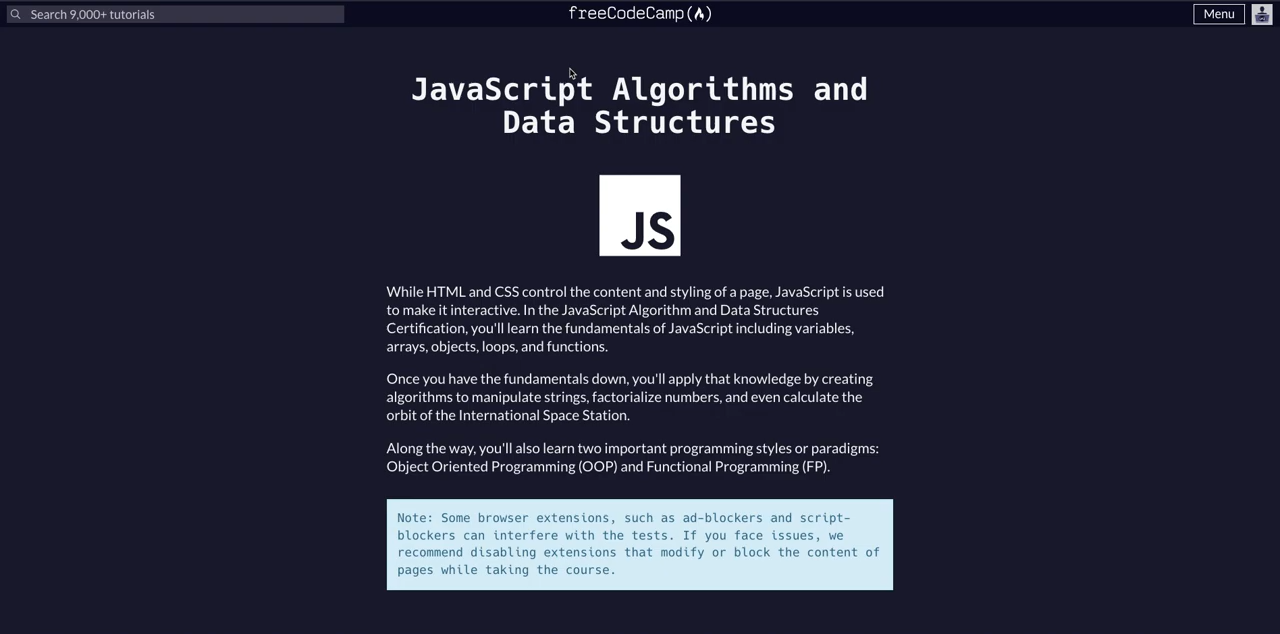 Search 9,000+ tutorials
freeCodeCamp
Menu
JavaScript Algorithms and
Data Structures
JS
While HTML and CSS control the content and styling of a page, JavaScript is used
to make it interactive. In the JavaScript Algorithm and Data Structures
Certification, you'll learn the fundamentals of JavaScript including variables,
arrays, objects, loops, and functions.
Once you have the fundamentals down, you'll apply that knowledge by creating
algorithms to manipulate strings, factorialize numbers, and even calculate the
orbit of the International Space Station.
Along the way, you'll also learn two important programming styles or paradigms:
Object Oriented Programming (OOP) and Functional Programming (FP).
Note: Some browser extensions, such as ad-blockers and script-
blockers can interfere with the tests. If you face issues, we
recommend disabling extensions that modify or block the content of
pages while taking the course.